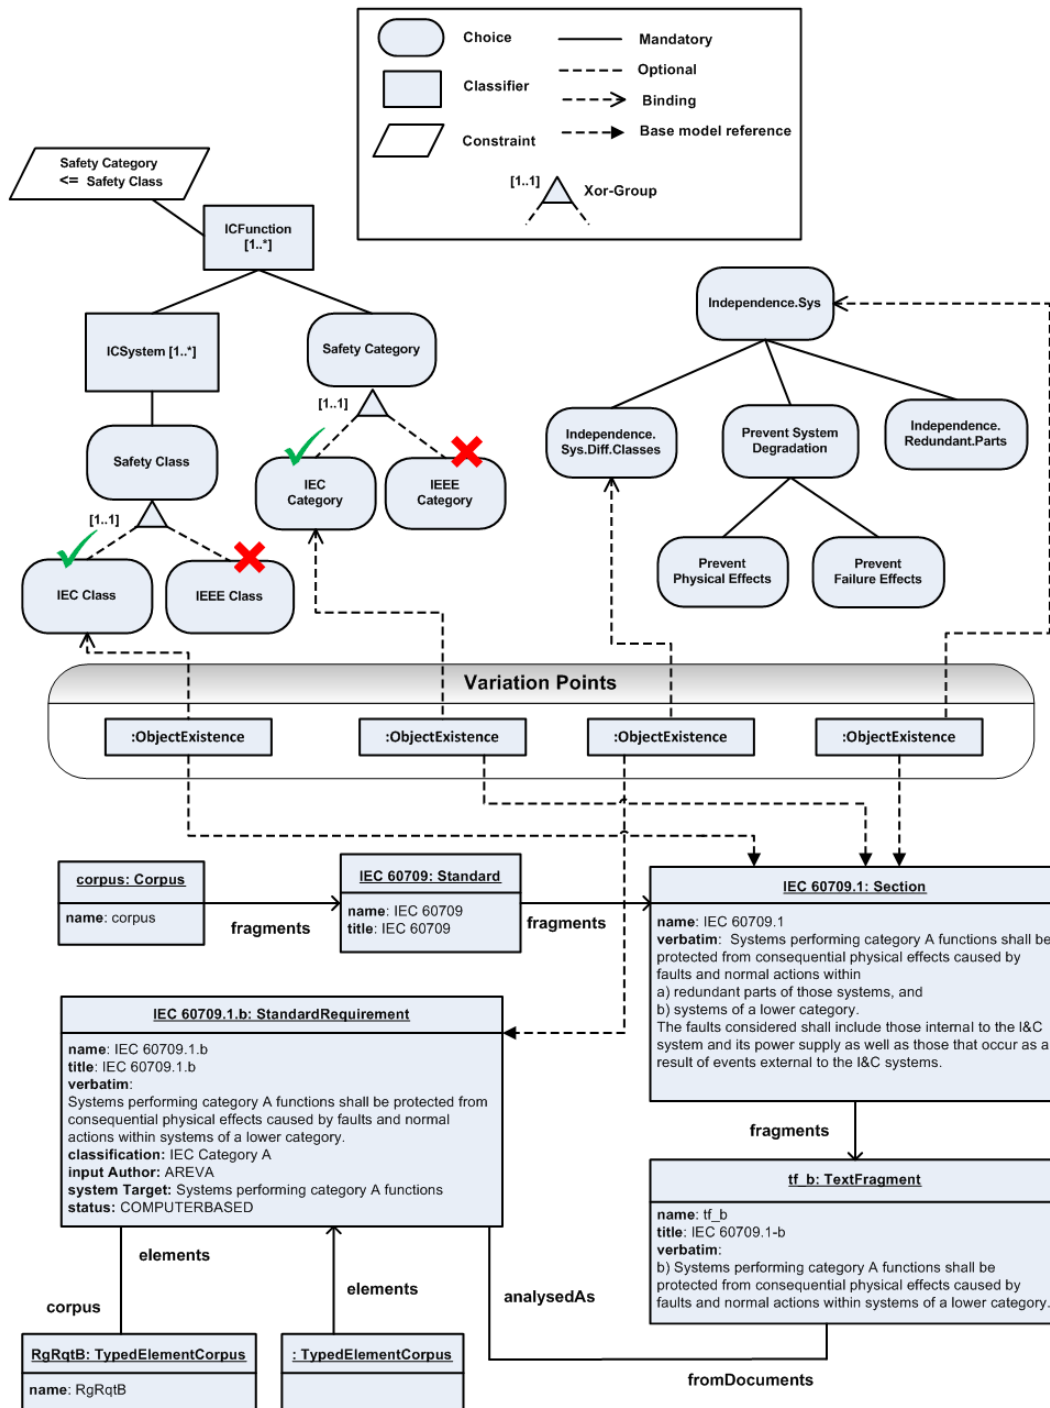 Choice
Mandatory
Optional
Classifier
Binding
Base model reference
Constraint
[1..1]
Xor-Group
Safety Category
<= Safety Class
ICFunction
[1..*]
Independence.Sys
ICSystem [1..*]
Safety Category
[1..1]
Independence.
Sys.Diff.Classes
Prevent System
Degradation
Independence.
Redundant.Parts
Safety Class
IEC
Category
IEEE
Category
[1..1]
Prevent
Physical Effects
Prevent
Failure Effects
IEC Class
IEEE Class
Variation Points
:ObjectExistence
:ObjectExistence
:ObjectExistence
:ObjectExistence
corpus: Corpus
name: corpus
fragments
IEC 60709: Standard
name: IEC 60709
title: IEC 60709
fragments
IEC 60709.1: Section
name: IEC 60709.1
verbatim: Systems performing category A functions shall be
protected from consequential physical effects caused by
faults and normal actions within
a) redundant parts of those systems, and
b) systems of a lower category.
The faults considered shall include those internal to the I&C
system and its power supply as well as those that occur as a
result of events external to the I&C systems.
IEC 60709.1.b: StandardRequirement
name: IEC 60709.1.b
title: IEC 60709.1.b
verbatim:
Systems performing category A functions shall be protected from
consequential physical effects caused by faults and normal
actions within systems of a lower category.
classification: IEC Category A
input Author: AREVA
system Target: Systems performing category A functions
status: COMPUTERBASED
fragments
tf_b: TextFragment
name: tf_b
title: IEC 60709.1-b
verbatim:
b) Systems performing category A functions shall be
protected from consequential physical effects caused by
faults and normal actions within systems of a lower category.
elements
elements
corpus
analysedAs
fromDocuments
RgRqtB: TypedElementCorpus
name: RgRqtB
: TypedElementCorpus